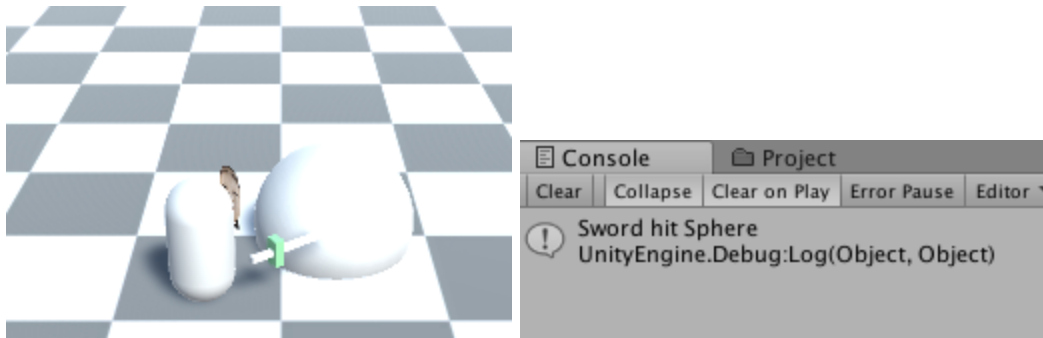 Console
Project
Clear
Collapse
Clear on Play
Error Pause
Editor
Sword hit Sphere
UnityEngine.Debug:Log(Object, Object)